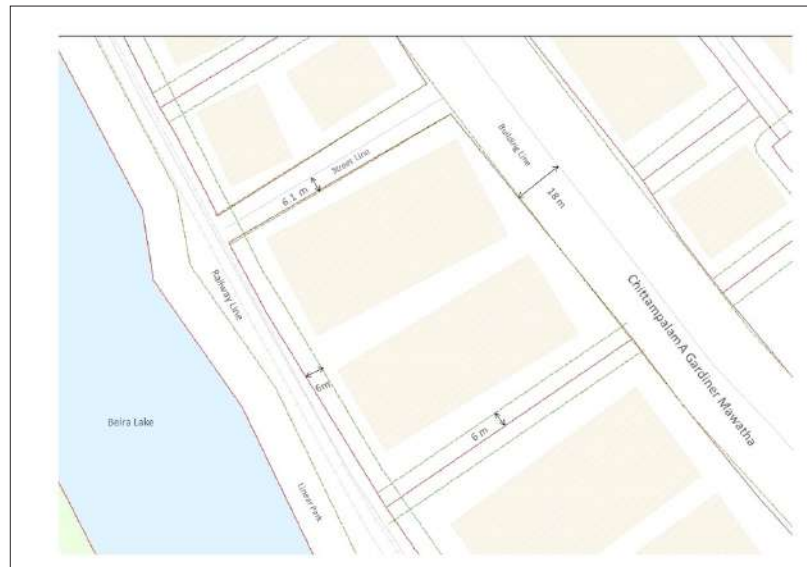 Building Line
Street Line
6.1 m
18 m
Railway Line
Chittampalam A Gardiner Mawatha
6m
6 m
Beira Lake
Linear Park